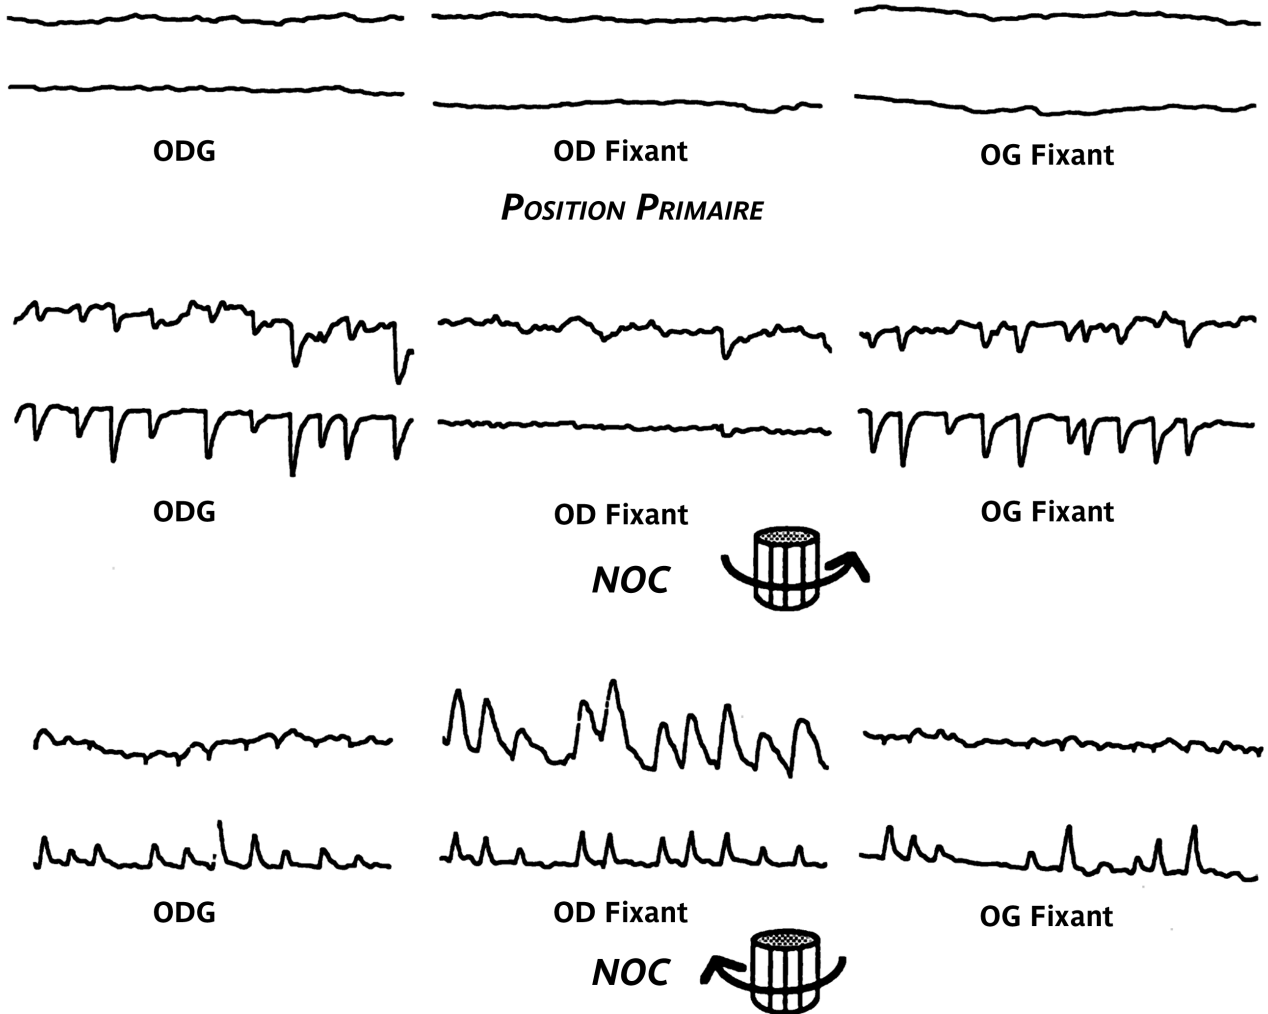 ODG
OD Fixant
OG Fixant
POSITION PRIMAIRE
ODG
OD Fixant
OG Fixant
NOC
ODG
OD Fixant
OG Fixant
NOC